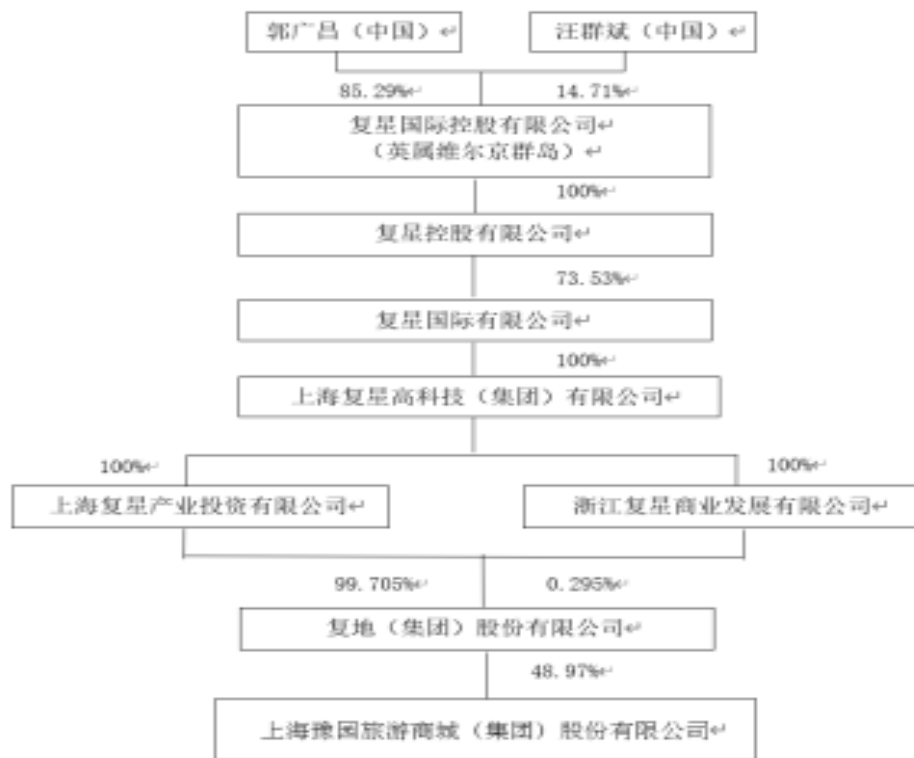 郭广昌（中国）↵
汪群斌（中国）↵
85.29%↵
14.71%↵
复星国际控股有限公司↵
（英属维尔京群岛）↵
100%↵
复星控股有限公司↵
73.53%↵
复星国际有限公司↵
100%↵
上海复星高科技（集团）有限公司↵
100%↵
100%↵
上海复星产业投资有限公司↵
浙江复星商业发展有限公司↵
99.705%↵
0.295%↵
复地（集团）股份有限公司↵
48.97%↵
上海豫园旅游商城（集团）股份有限公司↵